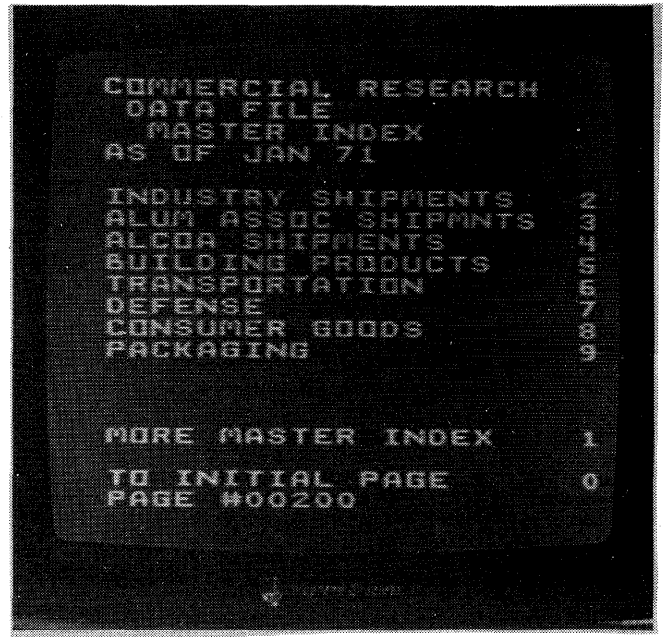 COMMERCIAL RESEARCH
DATA FILE
MASTER INDEX
AS OF JAN 71
INDUSTRY SHIPMENTS 2
ALUM ASSOC SHIPMNTS 3
ALCOA SHIPMENTS 4
BUILDING PRODUCTS 5
TRANSPORTATION 6
DEFENSE 7
CONSUMER GOODS 8
PACKAGING 9
MORE MASTER INDEX 1
TO INITIAL PAGE 0
PAGE #00200